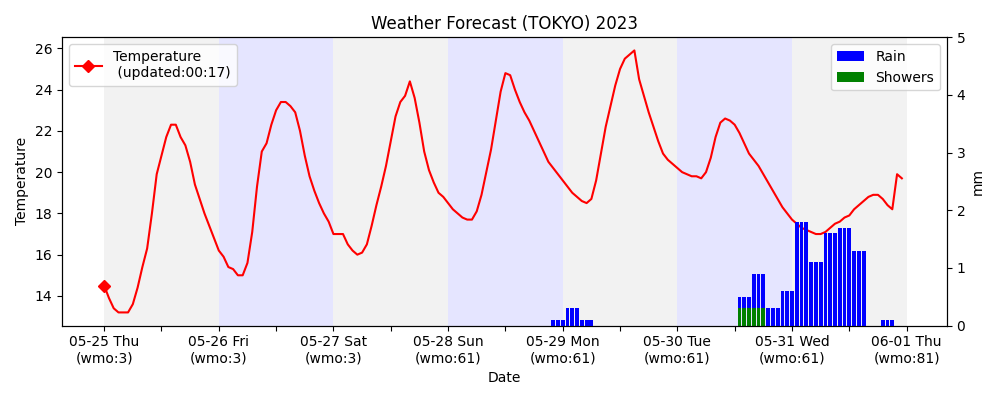 Weather Forecast (TOKYO) 2023
Temperature
(updated:00:17)
Rain
Showers
26
24
22
20
18
16
14
Temperature
5
4
3
2
1
0
mm
05-25 Thu
(wmo:3)
05-26 Fri
(wmo:3)
05-27 Sat
(wmo:3)
05-28 Sun
(wmo:61)
05-29 Mon
(wmo:61)
05-30 Tue
(wmo:61)
05-31 Wed
(wmo:61)
06-01 Thu
(wmo:81)
Date